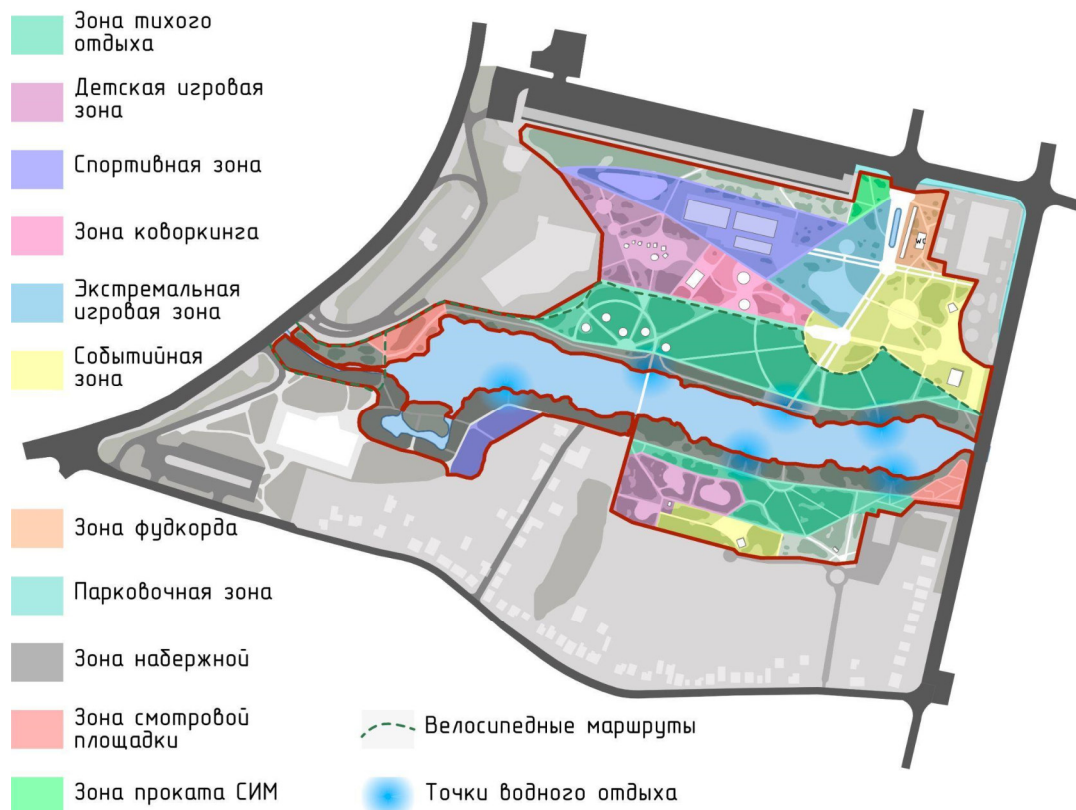 Зона тихого
отдыха
Детская игровая
зона
Спортивная зона
Зона коворкинга
Экстремальная
игровая зона
Событийная
зона
Зона фудкорда
Парковочная зона
Зона набержной
Зона смотровой
площадки
Зона проката СИМ
Велосипедные маршруты
Точки водного отдыха
WC